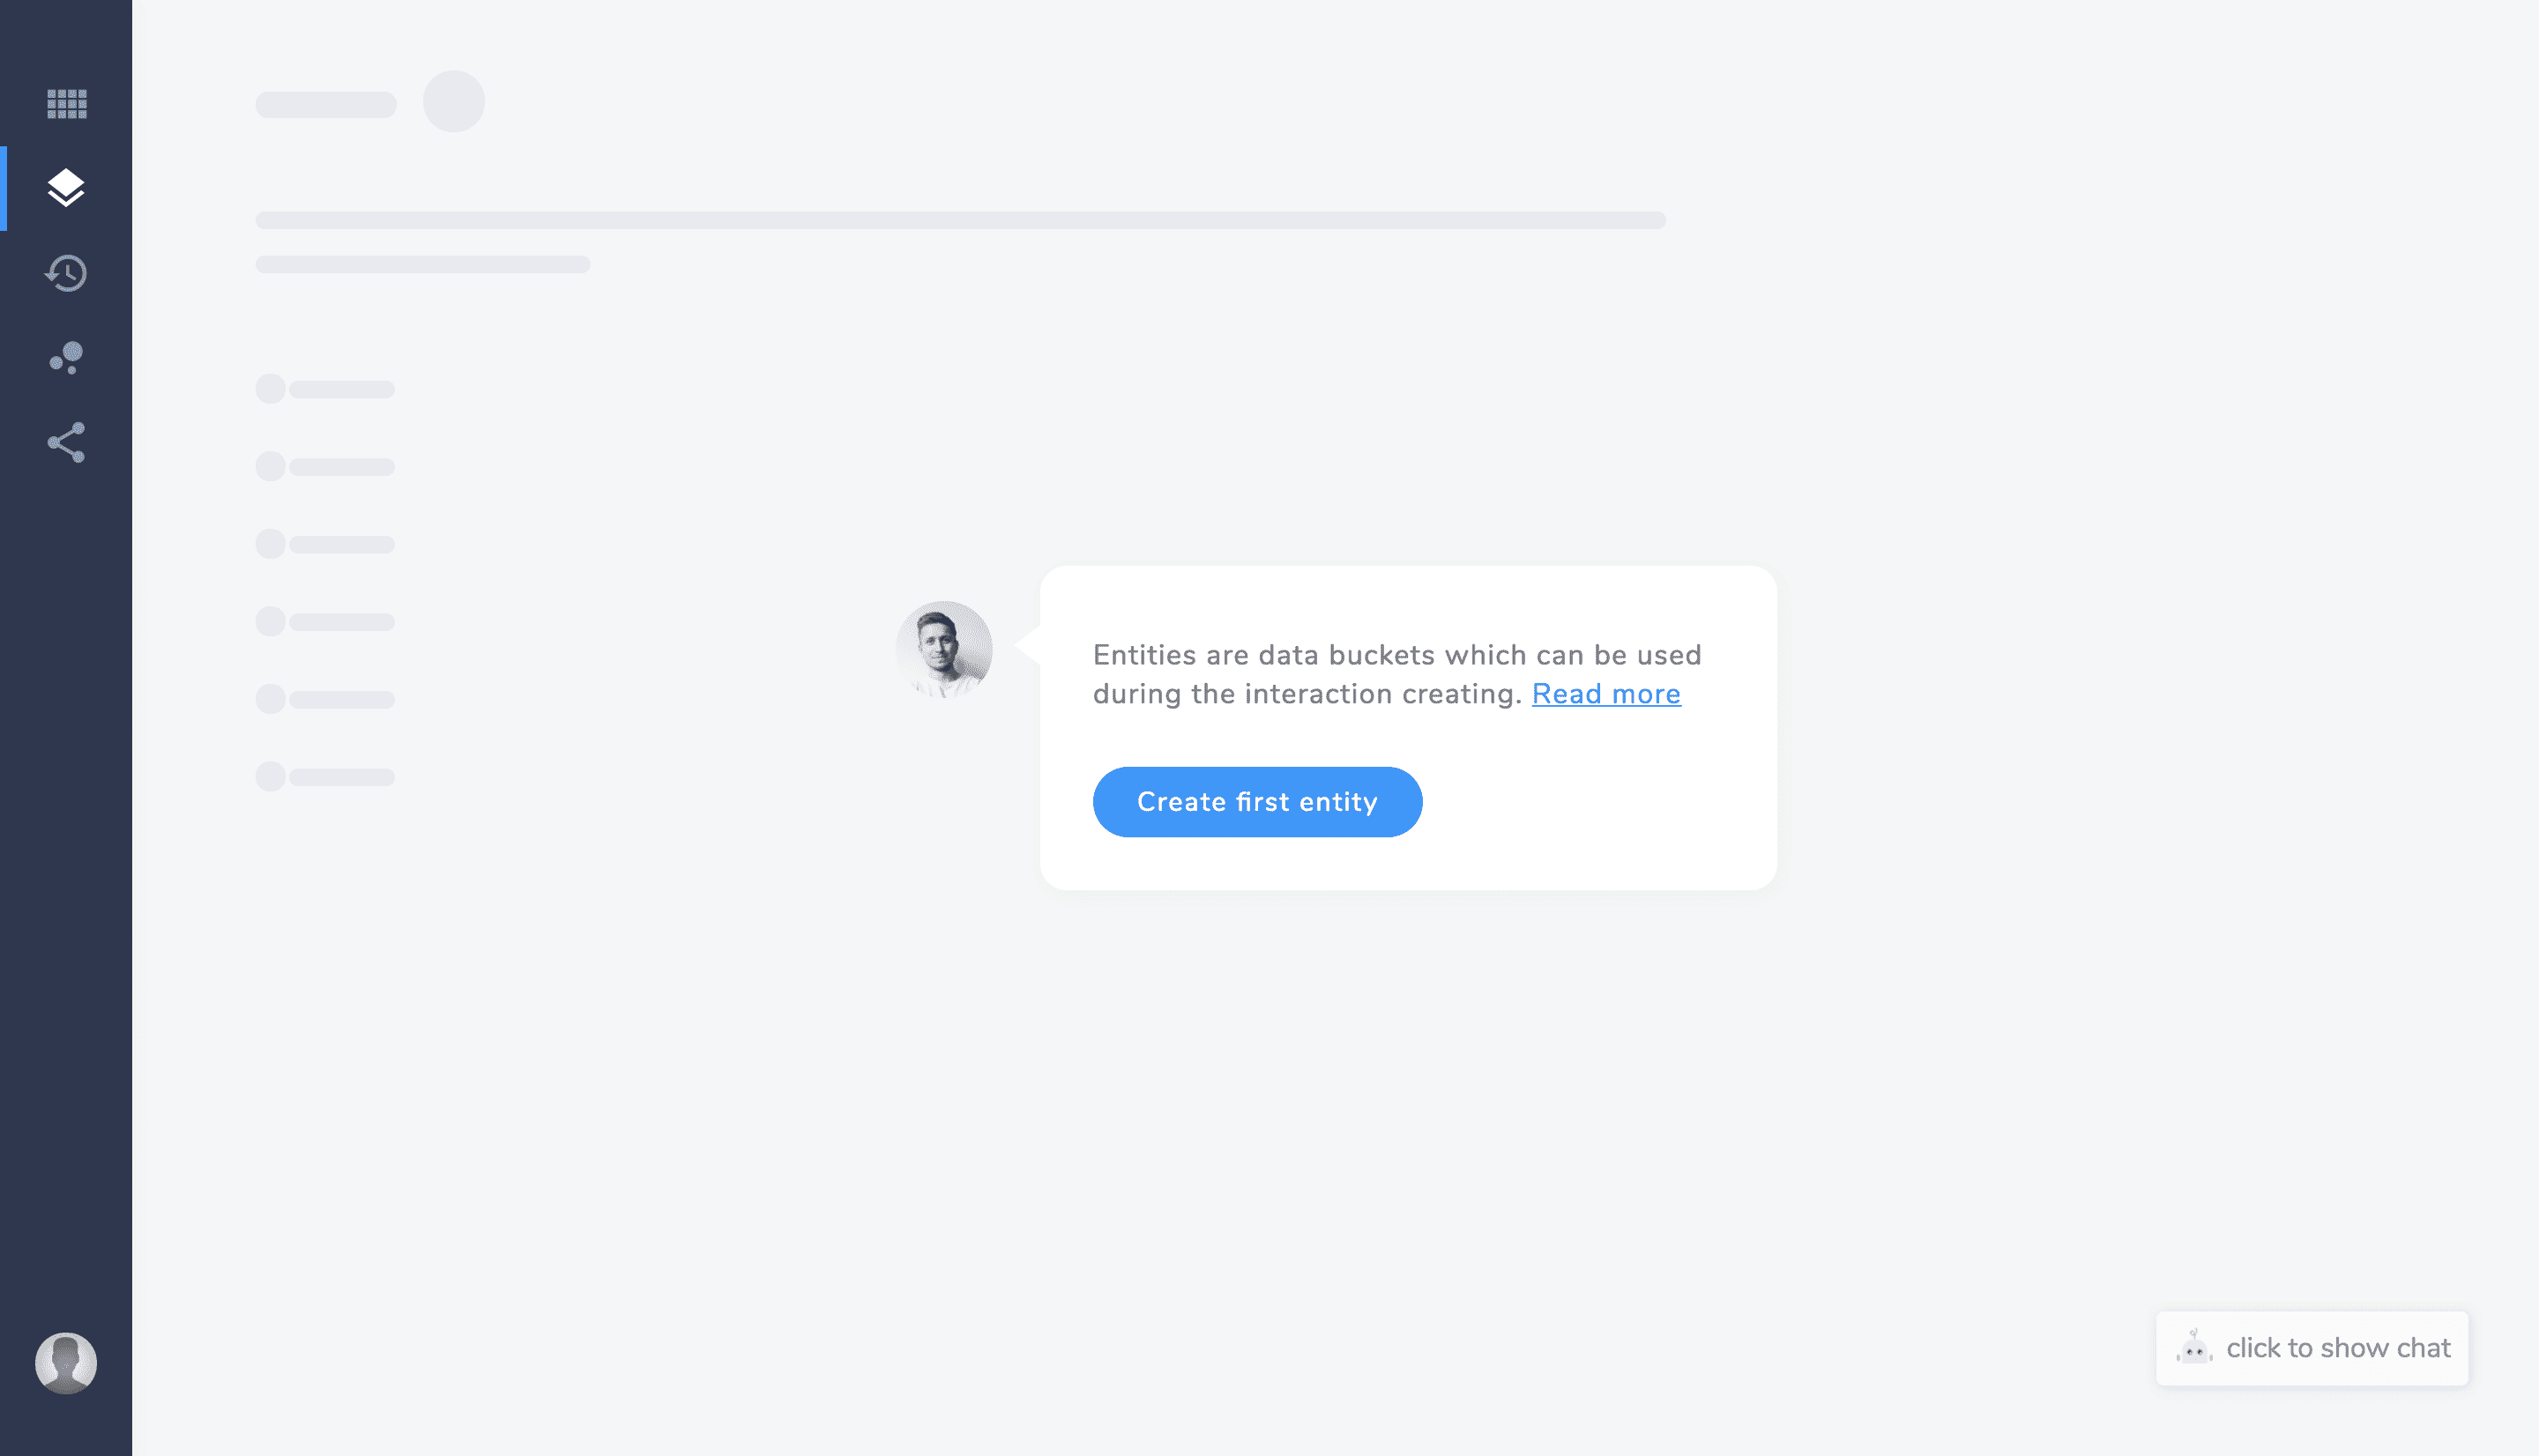 Entities are data buckets which can be used
during the interaction creating. Read more
Create first entity
click to show chat